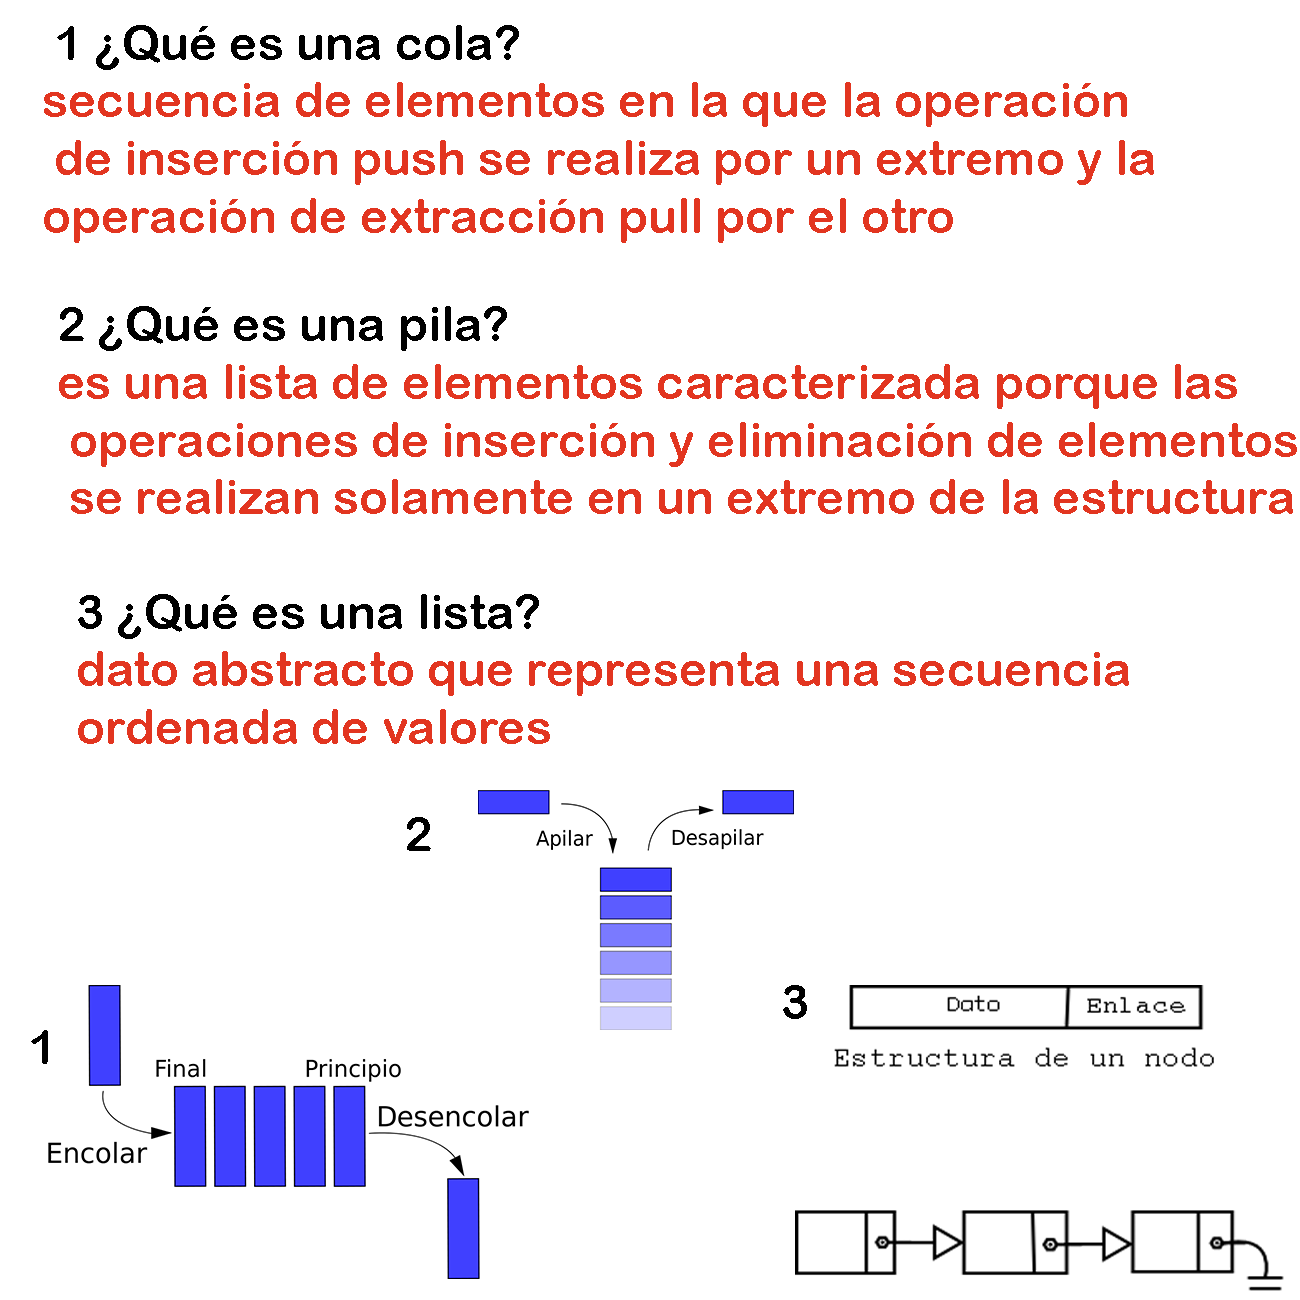 1 ¿Qué es una cola?
secuencia de elementos en la que la operación
de inserción push se realiza por un extremo y la
operación de extracción pull por el otro
2 ¿Qué es una pila?
es una lista de elementos caracterizada porque las
operaciones de inserción y eliminación de elementos
se realizan solamente en un extremo de la estructura
3 ¿Qué es una lista?
dato abstracto que representa una secuencia
ordenada de valores
2
Apilar
Desapilar
1
Final
Principio
Encolar
Desencolar
3
Dato
Enlace
Estructura de un nodo